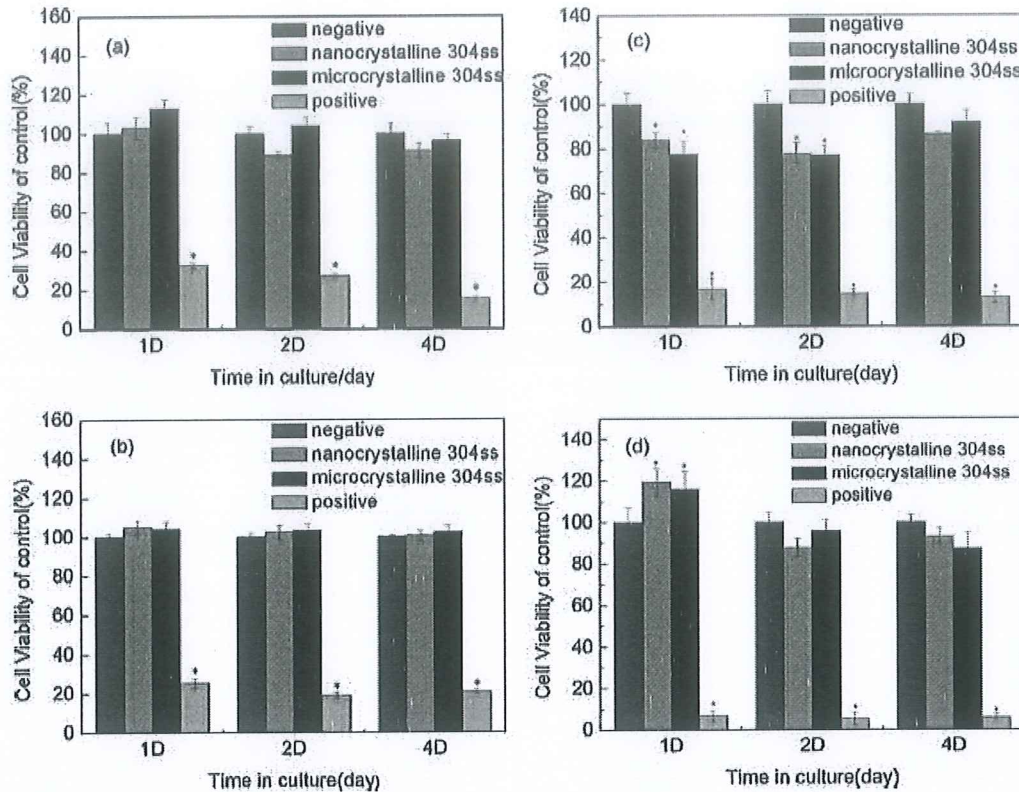 (a)
negative
nanocrystalline 304ss
microcrystalline 304ss
positive
Cell Viability of control(%)
160
140
120
100
80
60
40
20
0
* * *
1D 2D 4D
Time in culture/day
(c)
negative
nanocrystalline 304ss
microcrystalline 304ss
positive
Cell Viability of control(%)
140
120
100
80
60
40
20
0
* * * *
* * *
1D 2D 4D
Time in culture(day)
(b)
negative
nanocrystalline 304ss
microcrystalline 304ss
positive
Cell Viability of control(%)
160
140
120
100
80
60
40
20
0
* * *
1D 2D 4D
Time in culture(day)
(d)
negative
nanocrystalline 304ss
microcrystalline 304ss
positive
Cell Viability of control(%)
140
120
100
80
60
40
20
0
* *
* * *
1D 2D 4D
Time in culture(day)